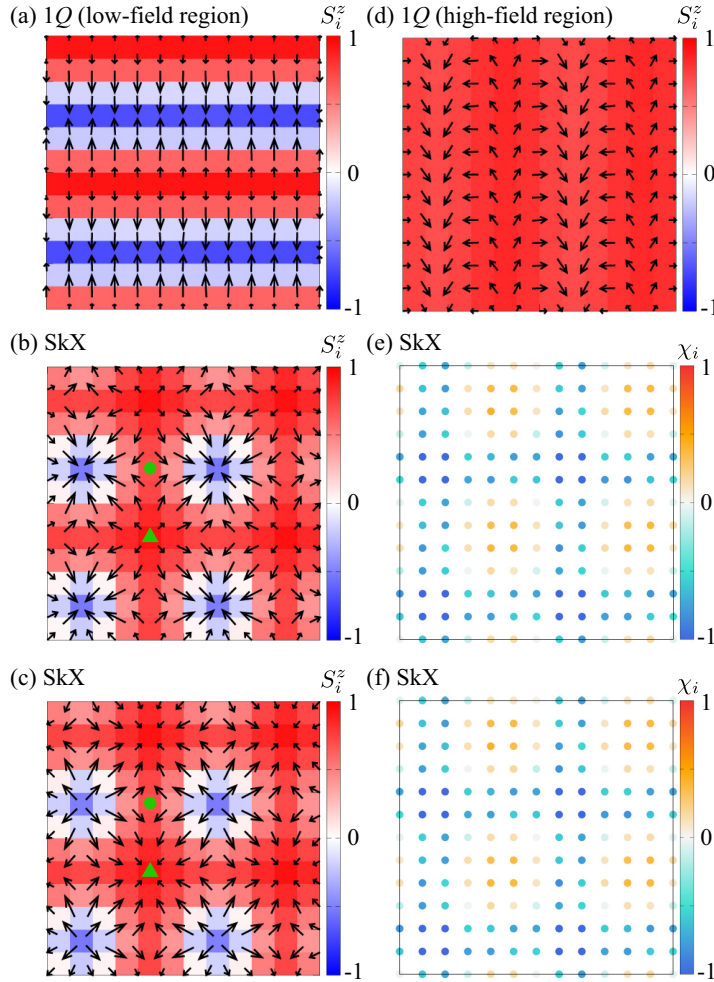 (a) 1Q (low-field region)
S_i^z
1
0
-1
(d) 1Q (high-field region)
S_i^z
1
0
-1
(b) SkX
S_i^z
1
0
-1
(e) SkX
χ_i
1
0
-1
(c) SkX
S_i^z
1
0
-1
(f) SkX
χ_i
1
0
-1